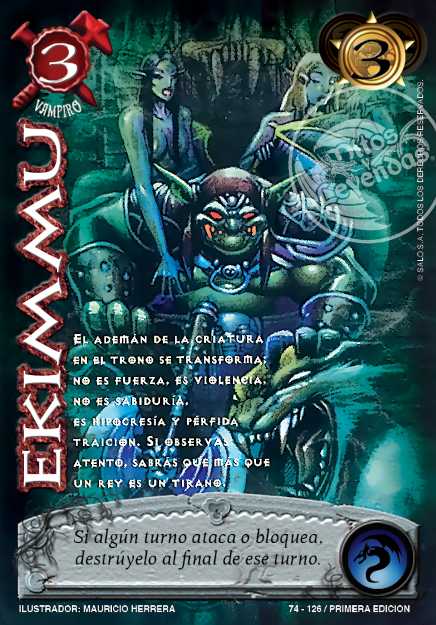 3
VAMPIRO
3
mitos y leyendas
© SALO S.A. TODOS LOS DERECHOS RESERVADOS.
EKIMMU
EL ADEMÁN DE LA CRIATURA
EN EL TRONO SE TRANSFORMA;
NO ES FUERZA, ES VIOLENCIA,
NO ES SABIDURÍA,
ES HIPOCRESÍA Y PÉRFIDA
TRAICIÓN. SI OBSERVAS
ATENTO, SABRÁS QUE MÁS QUE
UN REY ES UN TIRANO.
Si algún turno ataca o bloquea,
destrúyelo al final de ese turno.
ILUSTRADOR: MAURICIO HERRERA
74 - 126 / PRIMERA EDICION